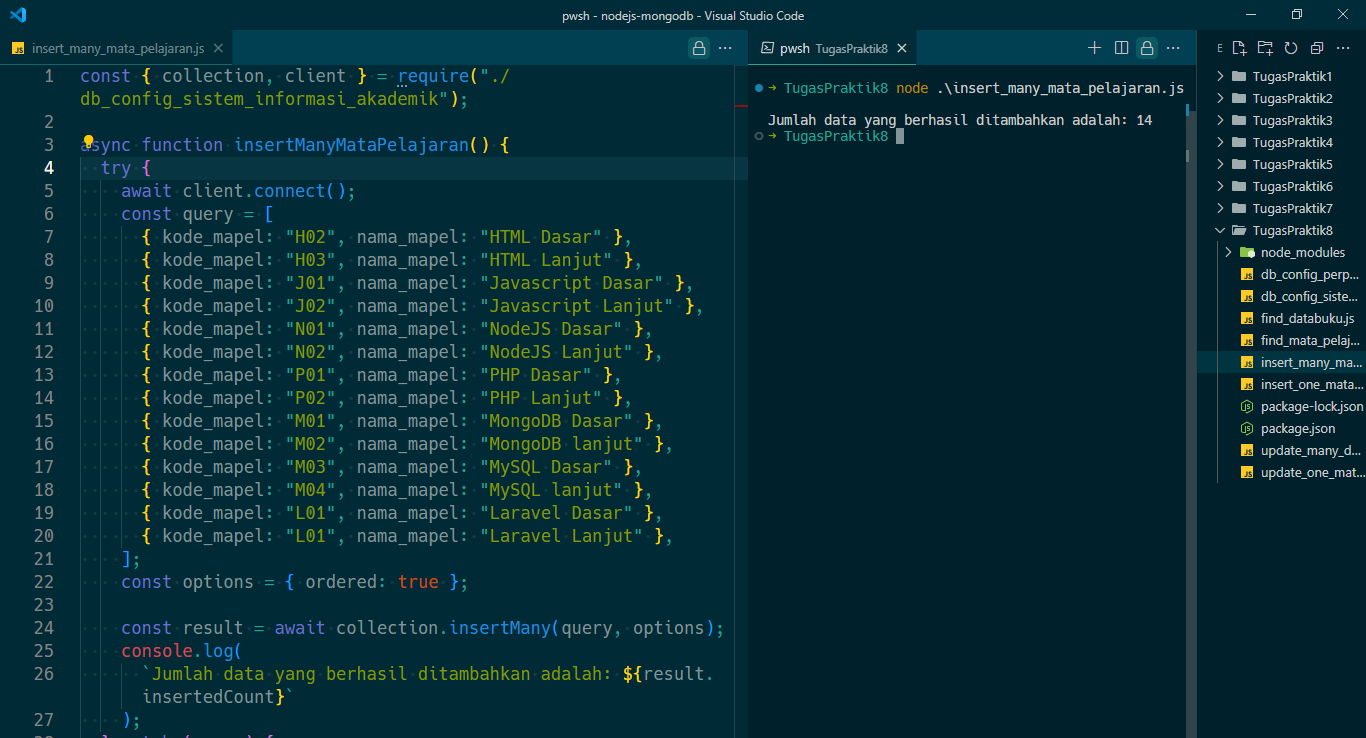 pwsh - nodejs-mongodb - Visual Studio Code
JS insert_many_mata_pelajaran.js
1 const { collection, client } = require("./
db_config_sistem_informasi_akademik");
2
3 async function insertManyMataPelajaran() {
4 try {
5 await client.connect();
6 const query = [
7 { kode_mapel: "H02", nama_mapel: "HTML Dasar" },
8 { kode_mapel: "H03", nama_mapel: "HTML Lanjut" },
9 { kode_mapel: "J01", nama_mapel: "Javascript Dasar" },
10 { kode_mapel: "J02", nama_mapel: "Javascript Lanjut" },
11 { kode_mapel: "N01", nama_mapel: "NodeJS Dasar" },
12 { kode_mapel: "N02", nama_mapel: "NodeJS Lanjut" },
13 { kode_mapel: "P01", nama_mapel: "PHP Dasar" },
14 { kode_mapel: "P02", nama_mapel: "PHP Lanjut" },
15 { kode_mapel: "M01", nama_mapel: "MongoDB Dasar" },
16 { kode_mapel: "M02", nama_mapel: "MongoDB lanjut" },
17 { kode_mapel: "M03", nama_mapel: "MySQL Dasar" },
18 { kode_mapel: "M04", nama_mapel: "MySQL lanjut" },
19 { kode_mapel: "L01", nama_mapel: "Laravel Dasar" },
20 { kode_mapel: "L01", nama_mapel: "Laravel Lanjut" },
21 ];
22 const options = { ordered: true };
23
24 const result = await collection.insertMany(query, options);
25 console.log(
26 `Jumlah data yang berhasil ditambahkan adalah: ${result.
insertedCount}`
27 );
pwsh TugasPraktik8
→ TugasPraktik8 node .\insert_many_mata_pelajaran.js
Jumlah data yang berhasil ditambahkan adalah: 14
→ TugasPraktik8
E
TugasPraktik1
TugasPraktik2
TugasPraktik3
TugasPraktik4
TugasPraktik5
TugasPraktik6
TugasPraktik7
TugasPraktik8
node_modules
JS db_config_perp...
JS db_config_siste...
JS find_databuku.js
JS find_mata_pelaj...
JS insert_many_ma...
JS insert_one_mata...
package-lock.json
package.json
JS update_many_d...
JS update_one_mat...